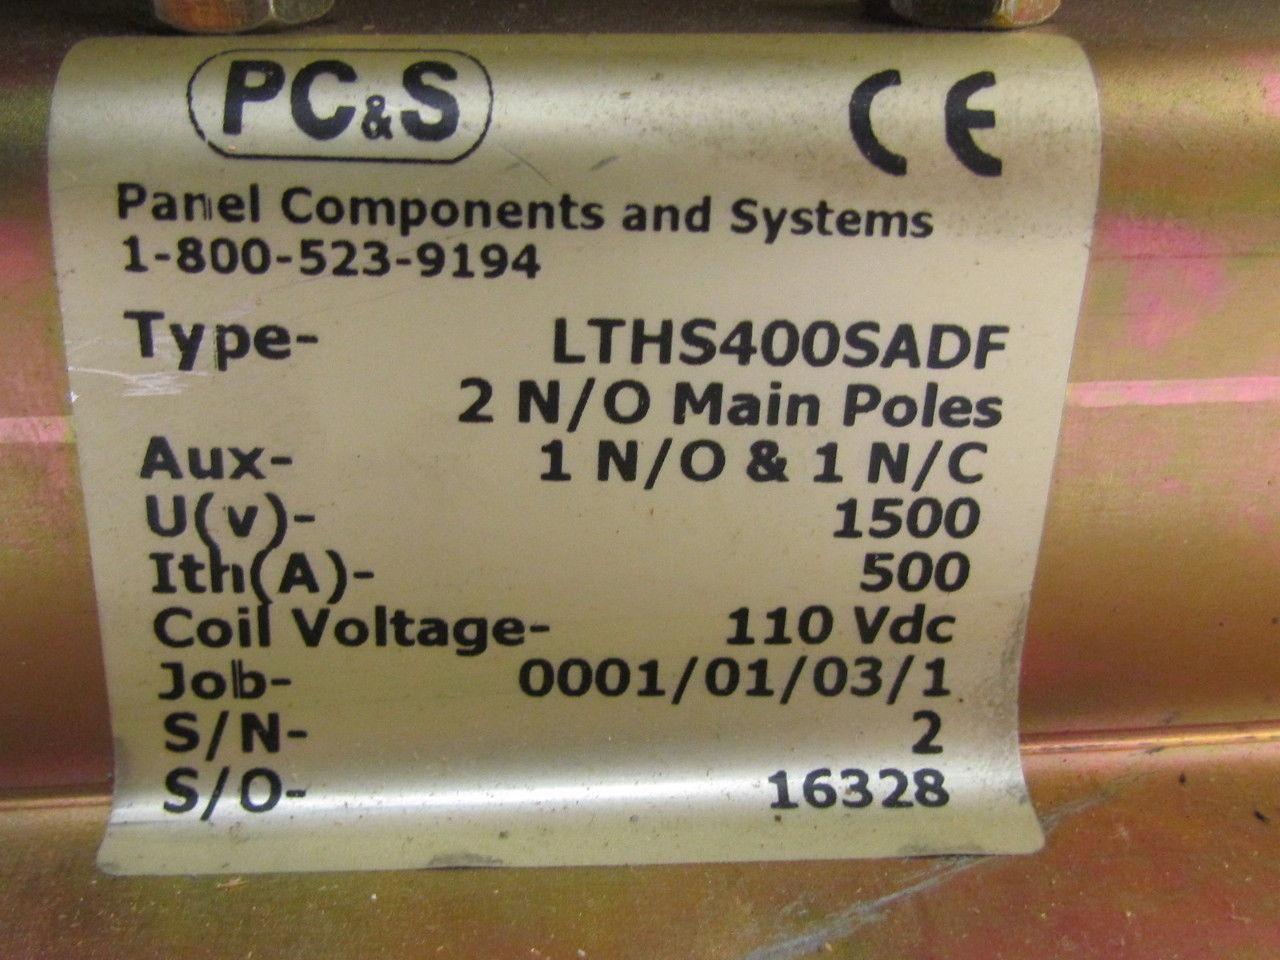 PC&S CE
Panel Components and Systems
1-800-523-9194
Type- LTHS400SADF
2 N/O Main Poles
Aux- 1 N/O & 1 N/C
U(v)- 1500
Ith(A)- 500
Coil Voltage- 110 Vdc
Job- 0001/01/03/1
S/N- 2
S/O- 16328